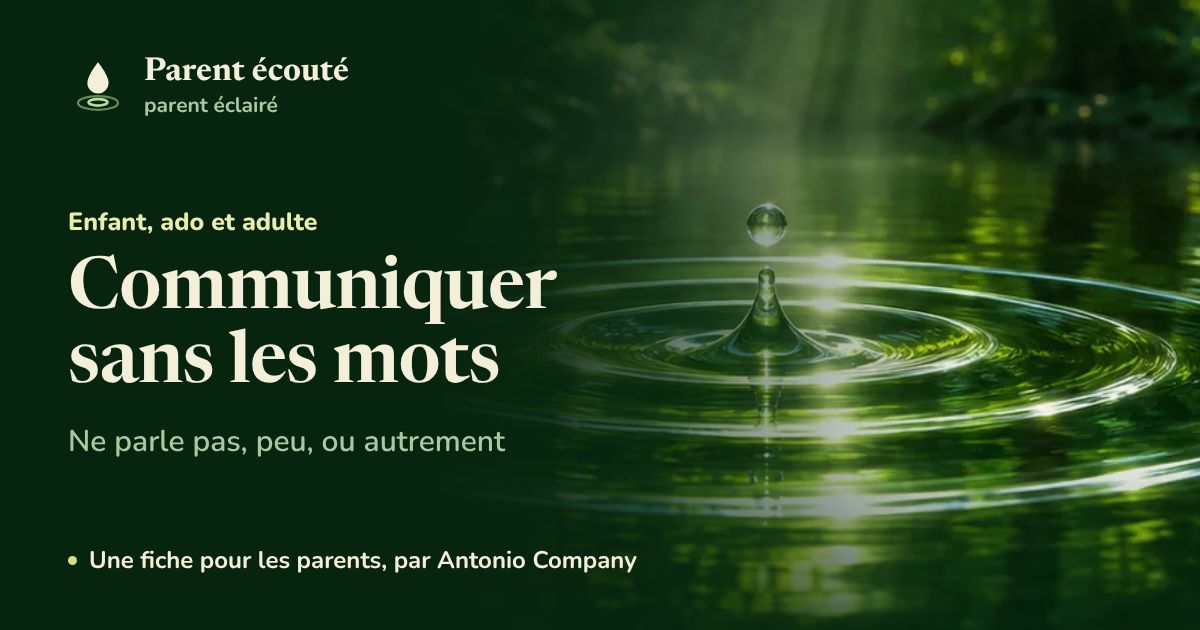 Parent écouté
parent éclairé
Enfant, ado et adulte
Communiquer
sans les mots
Ne parle pas, peu, ou autrement
Une fiche pour les parents, par Antonio Company